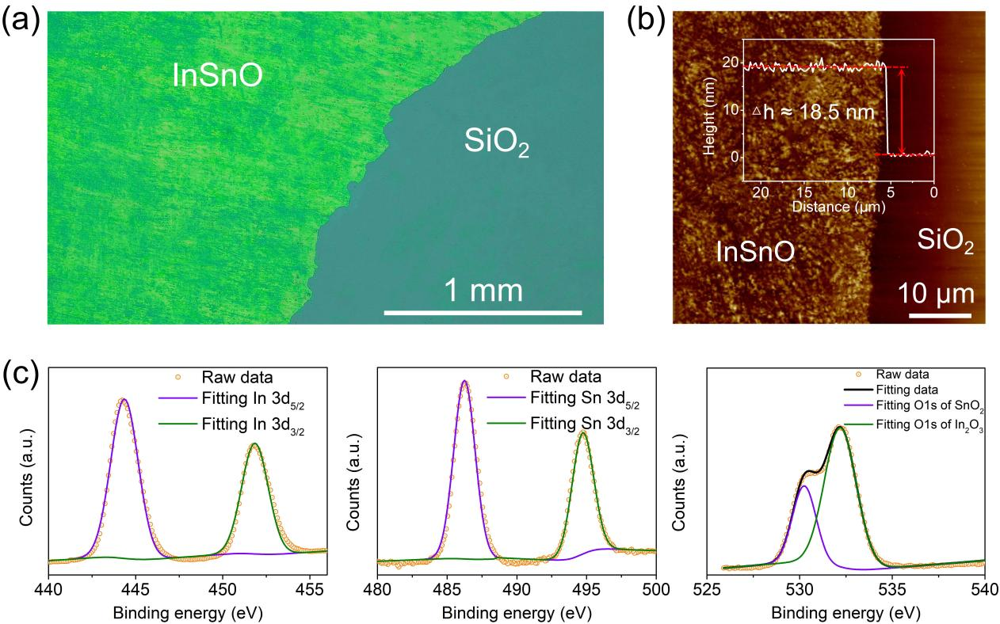 (a)
InSnO
SiO₂
1 mm
(b)
Height (nm)
20
10
0
△h ≈ 18.5 nm
20 15 10 5 0
Distance (μm)
InSnO
SiO₂
10 μm
(c)
Counts (a.u.)
Raw data
Fitting In 3d₅/₂
Fitting In 3d₃/₂
440 445 450 455
Binding energy (eV)
Counts (a.u.)
Raw data
Fitting Sn 3d₅/₂
Fitting Sn 3d₃/₂
480 485 490 495 500
Binding energy (eV)
Counts (a.u.)
Raw data
Fitting data
Fitting O1s of SnO₂
Fitting O1s of In₂O₃
525 530 535 540
Binding energy (eV)